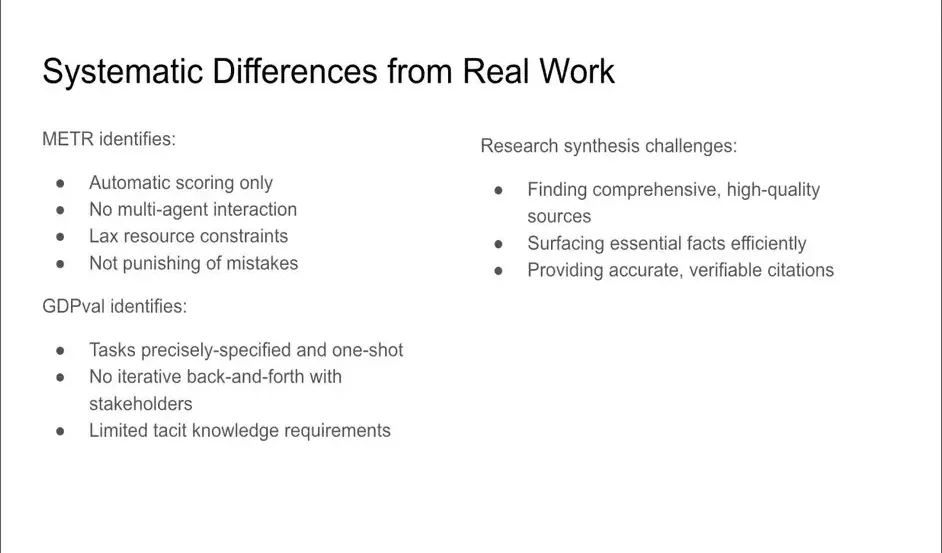 Systematic Differences from Real Work
METR identifies:
● Automatic scoring only
● No multi-agent interaction
● Lax resource constraints
● Not punishing of mistakes
GDPval identifies:
● Tasks precisely-specified and one-shot
● No iterative back-and-forth with
stakeholders
● Limited tacit knowledge requirements
Research synthesis challenges:
● Finding comprehensive, high-quality
sources
● Surfacing essential facts efficiently
● Providing accurate, verifiable citations